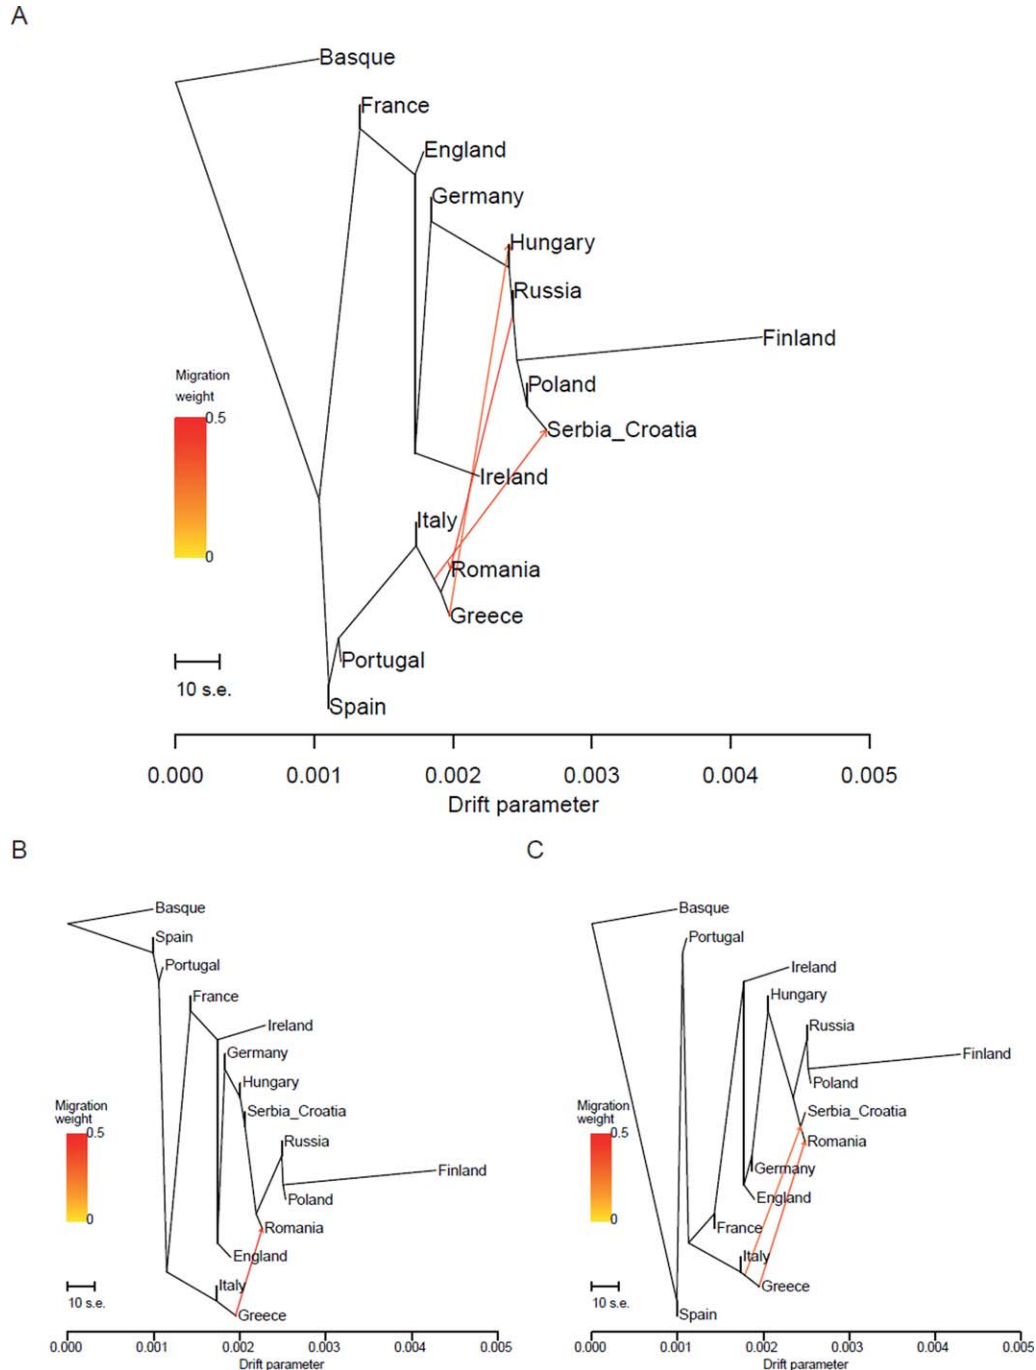 A
Basque
France
England
Germany
Hungary
Russia
Finland
Poland
Serbia_Croatia
Ireland
Italy
Romania
Greece
Portugal
Spain
Migration
weight
0.5
0
10 s.e.
0.000 0.001 0.002 0.003 0.004 0.005
Drift parameter
B
Basque
Spain
Portugal
France
Ireland
Germany
Hungary
Serbia_Croatia
Russia
Finland
Poland
Romania
England
Italy
Greece
Migration
weight
0.5
0
10 s.e.
0.000 0.001 0.002 0.003 0.004 0.005
Drift parameter
C
Basque
Portugal
Ireland
Hungary
Russia
Finland
Poland
Serbia_Croatia
Romania
Germany
England
France
Italy
Greece
Spain
Migration
weight
0.5
0
10 s.e.
0.000 0.001 0.002 0.003 0.004 0.005
Drift parameter